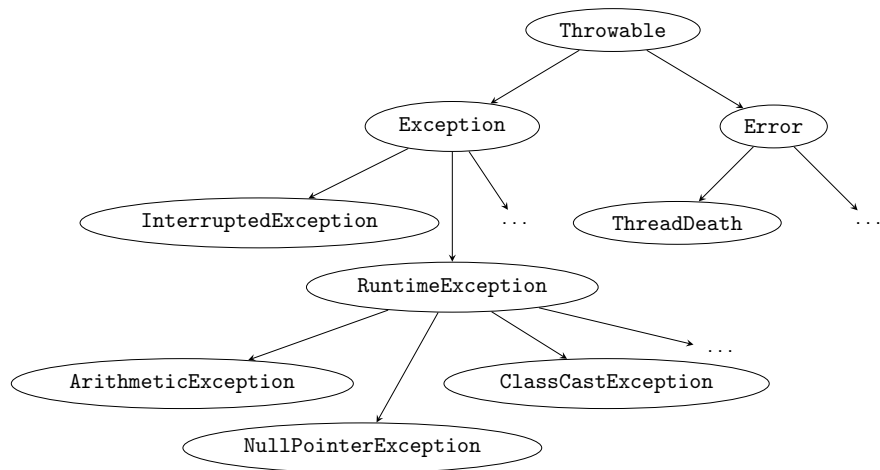 Throwable
Exception
Error
InterruptedException
...
ThreadDeath
...
RuntimeException
...
ArithmeticException
ClassCastException
NullPointerException